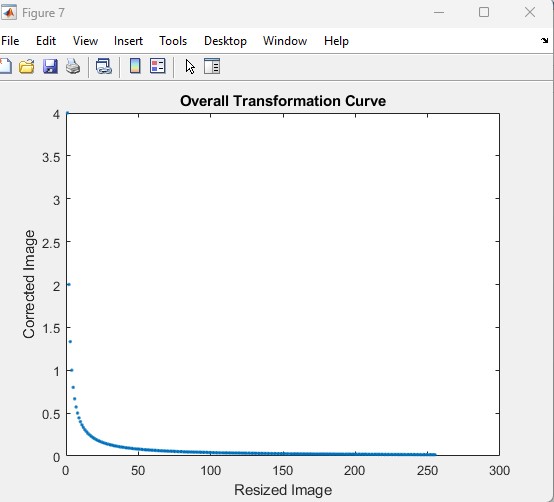 Figure 7
File Edit View Insert Tools Desktop Window Help
Overall Transformation Curve
4
3.5
3
2.5
2
1.5
1
0.5
0
Corrected Image
0 50 100 150 200 250 300
Resized Image